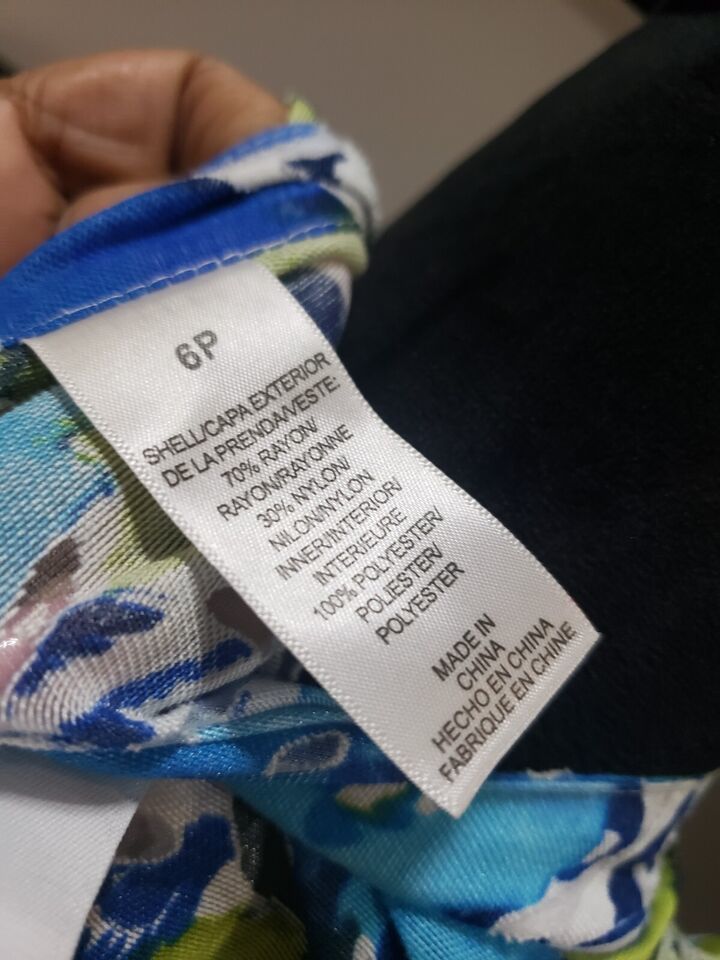 6P
SHELL/CAPA EXTERIOR
DE LA PRENDA/VESTE:
70% RAYON/
RAYON/RAYONNE
30% NYLON/
NILON/NYLON
INNER/INTERIOR/
INTERIEURE
100% POLYESTER/
POLIESTER/
POLYESTER
MADE IN
CHINA
HECHO EN CHINA
FABRIQUE EN CHINE